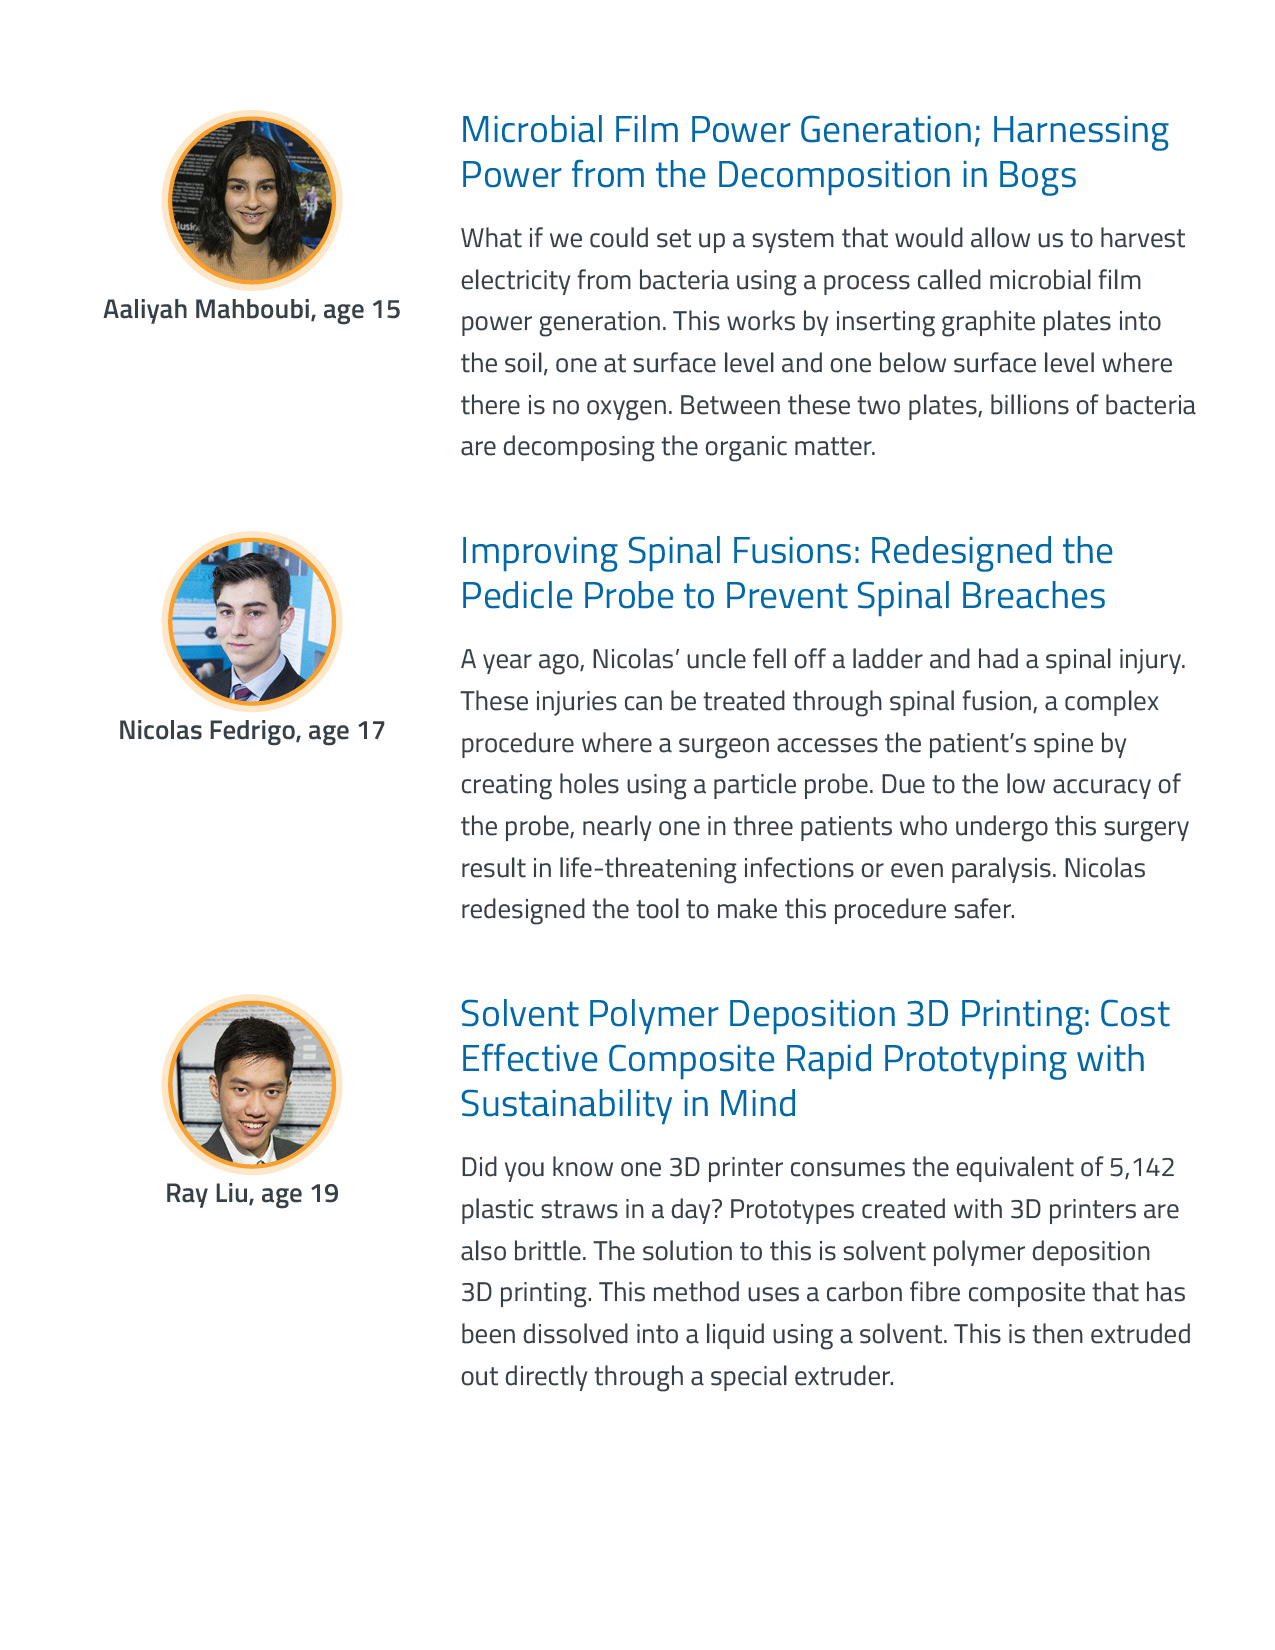 Microbial Film Power Generation; Harnessing
Power from the Decomposition in Bogs
Aaliyah Mahboubi, age 15
What if we could set up a system that would allow us to harvest
electricity from bacteria using a process called microbial film
power generation. This works by inserting graphite plates into
the soil, one at surface level and one below surface level where
there is no oxygen. Between these two plates, billions of bacteria
are decomposing the organic matter.
Improving Spinal Fusions: Redesigned the
Pedicle Probe to Prevent Spinal Breaches
Nicolas Fedrigo, age 17
A year ago, Nicolas’ uncle fell off a ladder and had a spinal injury.
These injuries can be treated through spinal fusion, a complex
procedure where a surgeon accesses the patient’s spine by
creating holes using a particle probe. Due to the low accuracy of
the probe, nearly one in three patients who undergo this surgery
result in life-threatening infections or even paralysis. Nicolas
redesigned the tool to make this procedure safer.
Solvent Polymer Deposition 3D Printing: Cost
Effective Composite Rapid Prototyping with
Sustainability in Mind
Ray Liu, age 19
Did you know one 3D printer consumes the equivalent of 5,142
plastic straws in a day? Prototypes created with 3D printers are
also brittle. The solution to this is solvent polymer deposition
3D printing. This method uses a carbon fibre composite that has
been dissolved into a liquid using a solvent. This is then extruded
out directly through a special extruder.